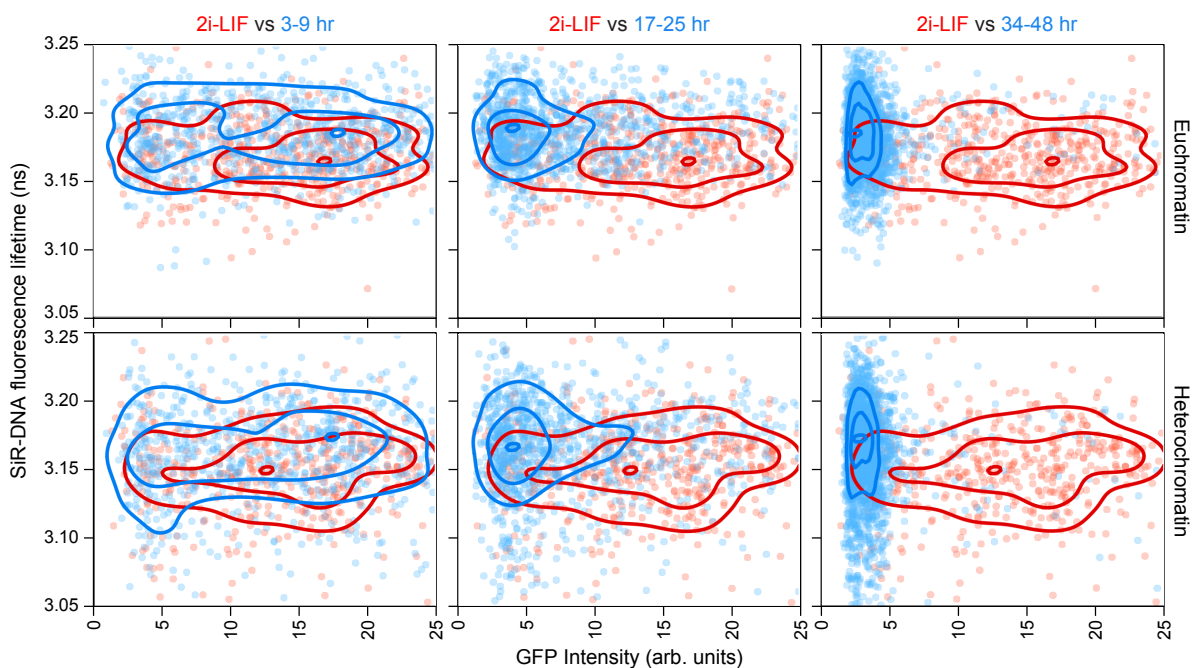 2i-LIF vs 3-9 hr
2i-LIF vs 17-25 hr
2i-LIF vs 34-48 hr
3.25
3.20
3.15
3.10
3.05
Euchromatin
SiR-DNA fluorescence lifetime (ns)
3.25
3.20
3.15
3.10
3.05
Heterochromatin
0 5 10 15 20 25
0 5 10 15 20 25
0 5 10 15 20 25
GFP Intensity (arb. units)